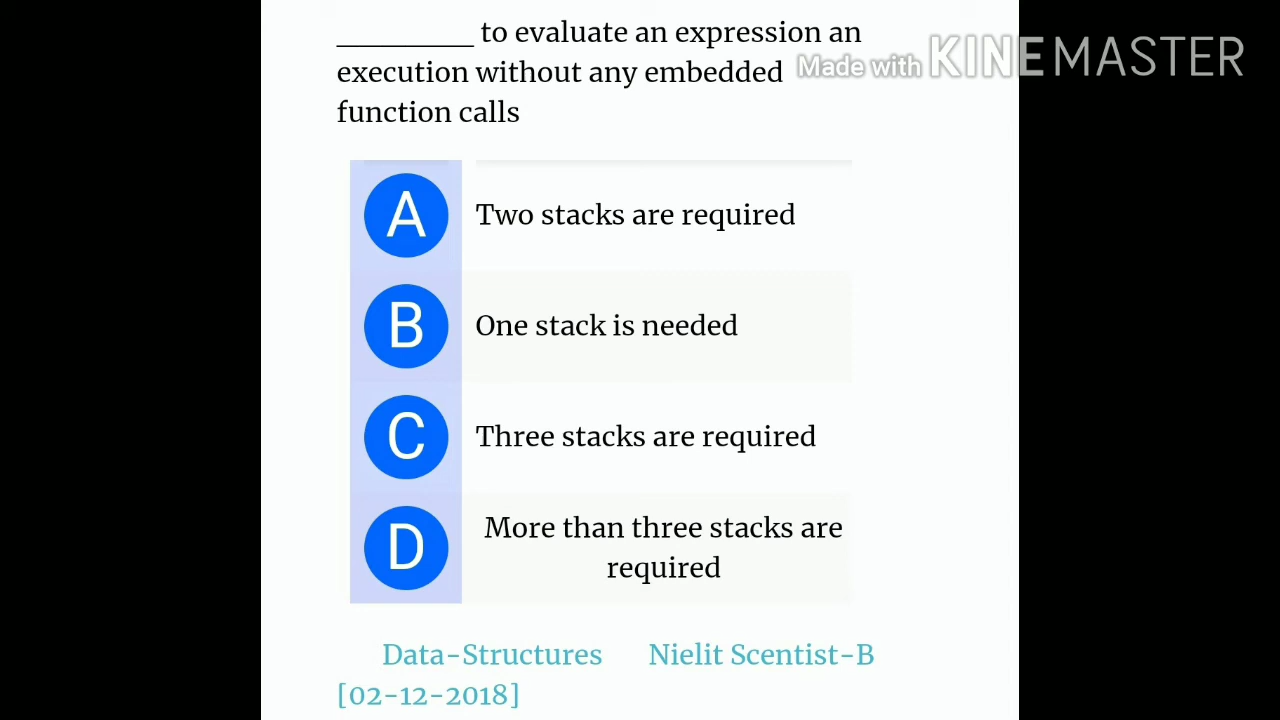 ________ to evaluate an expression an
execution without any embedded
function calls
Made with KINEMASTER
A Two stacks are required
B One stack is needed
C Three stacks are required
D More than three stacks are
required
Data-Structures Nielit Scentist-B
[02-12-2018]